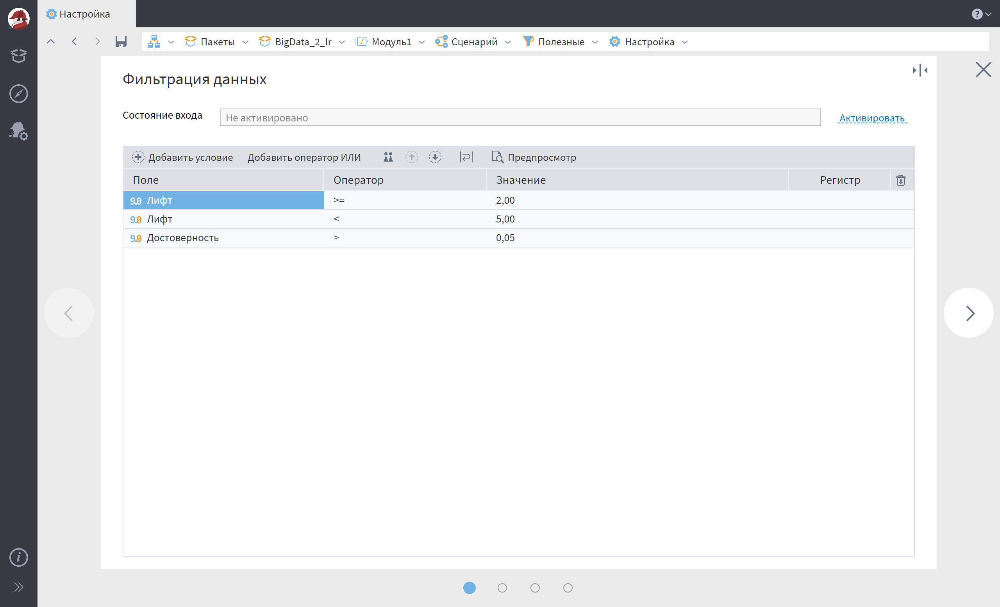 Настройка
?
Пакеты BigData_2_lr Модуль1 Сценарий Полезные Настройка
Фильтрация данных
Состояние входа Не активировано Активировать
Добавить условие Добавить оператор ИЛИ Предпросмотр
Поле Оператор Значение Регистр
9.0 Лифт >= 2,00
9.0 Лифт < 5,00
9.0 Достоверность > 0,05
i